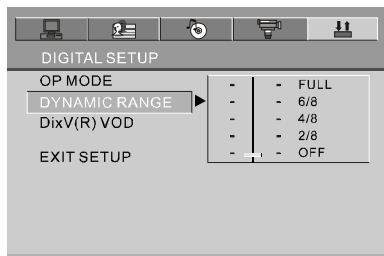 DIGITAL SETUP
OP MODE
DYNAMIC RANGE
DixV(R) VOD
EXIT SETUP
- - FULL
- - 6/8
- - 4/8
- - 2/8
- - OFF